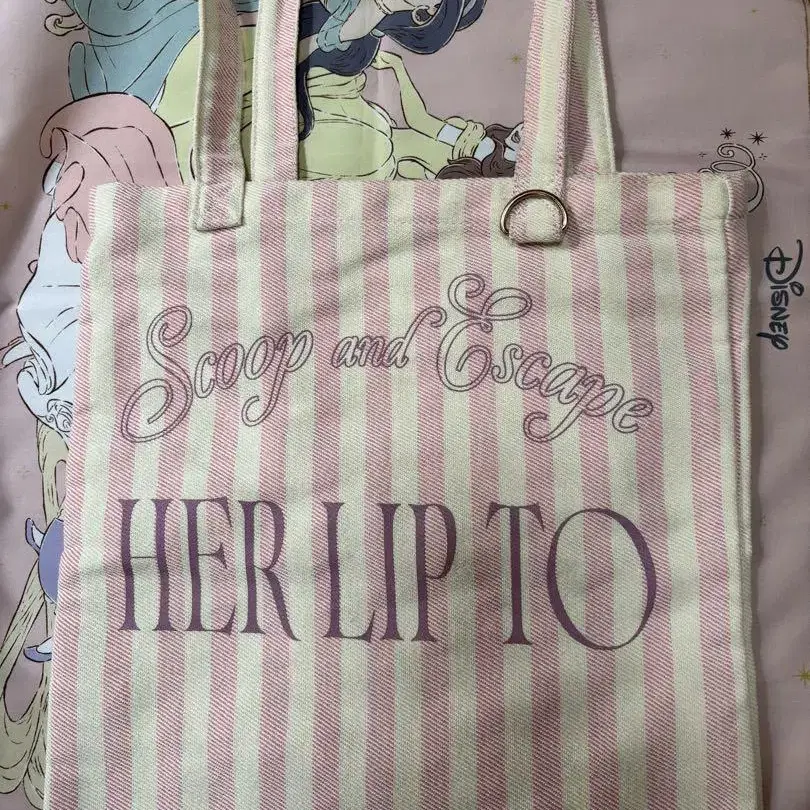 Scoop and Escape
HER LIP TO
Disney